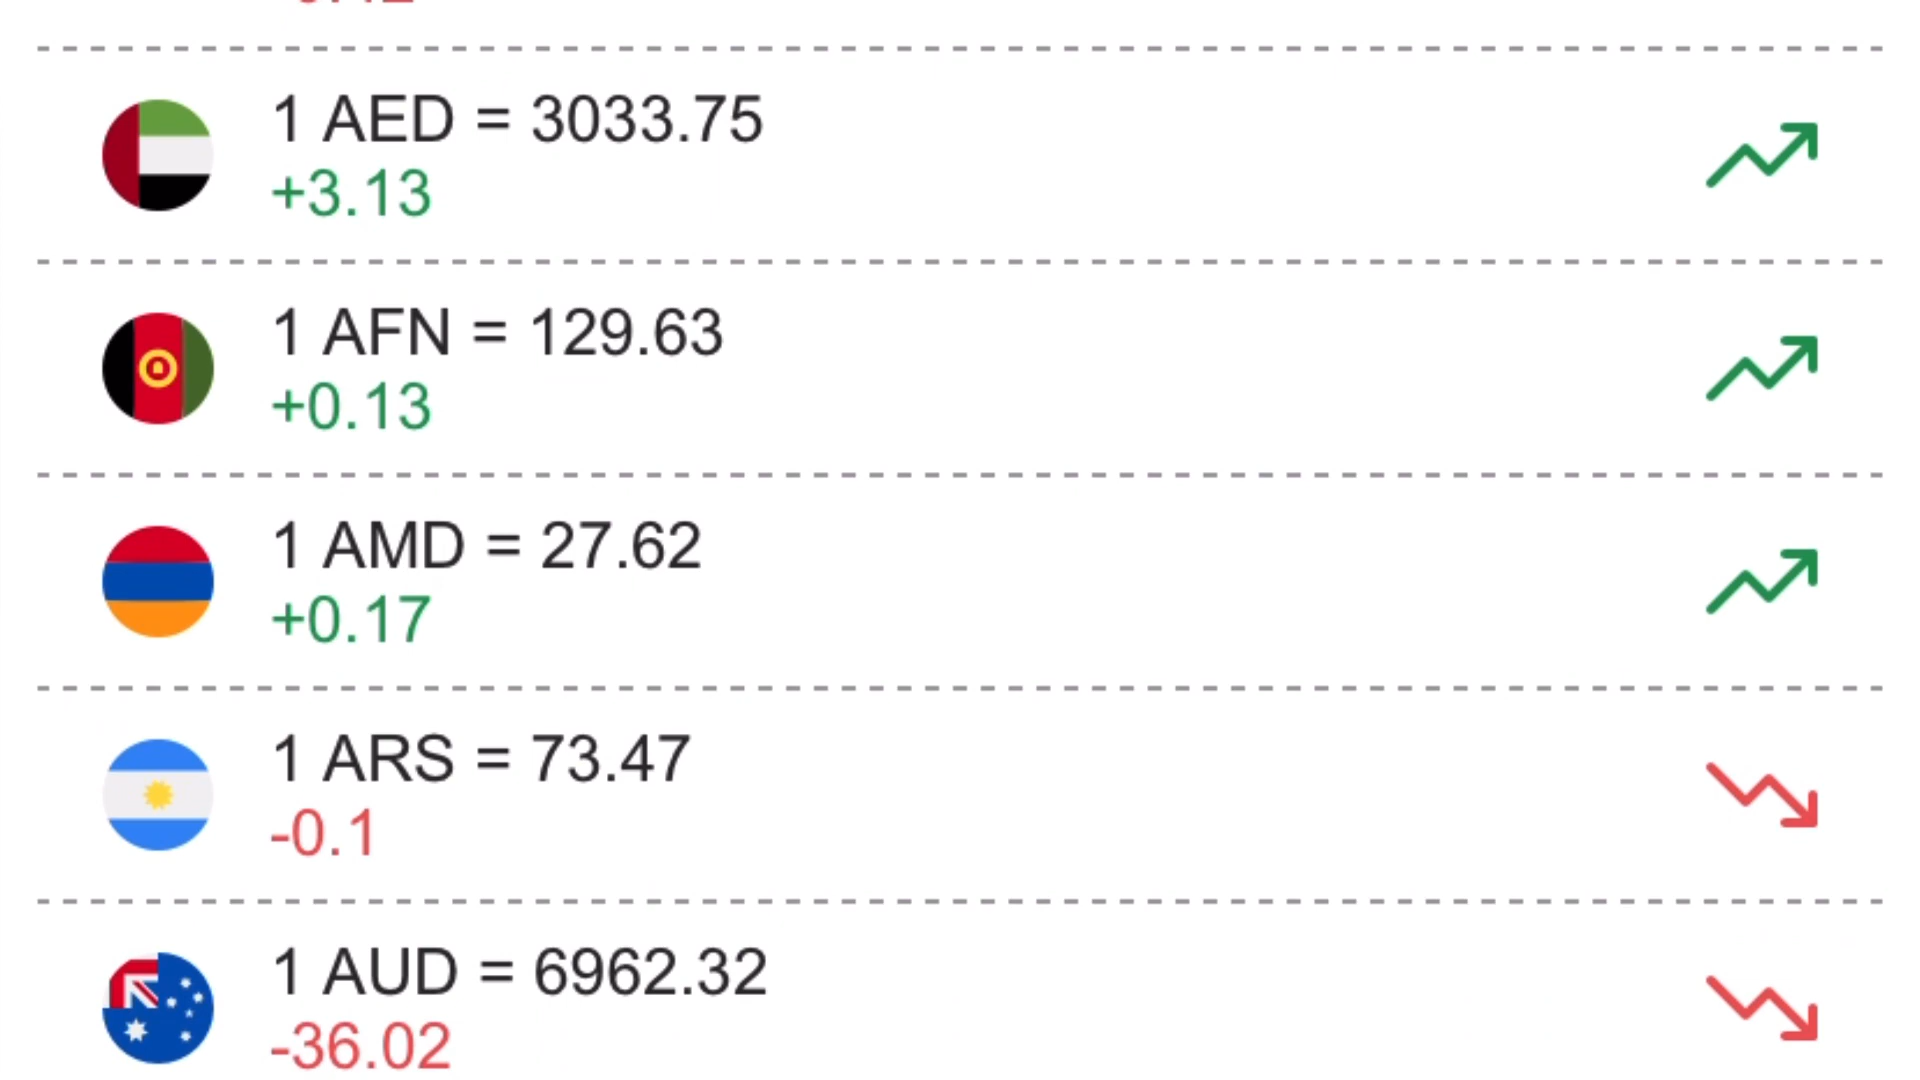 1 AED = 3033.75
+3.13
1 AFN = 129.63
+0.13
1 AMD = 27.62
+0.17
1 ARS = 73.47
-0.1
1 AUD = 6962.32
-36.02